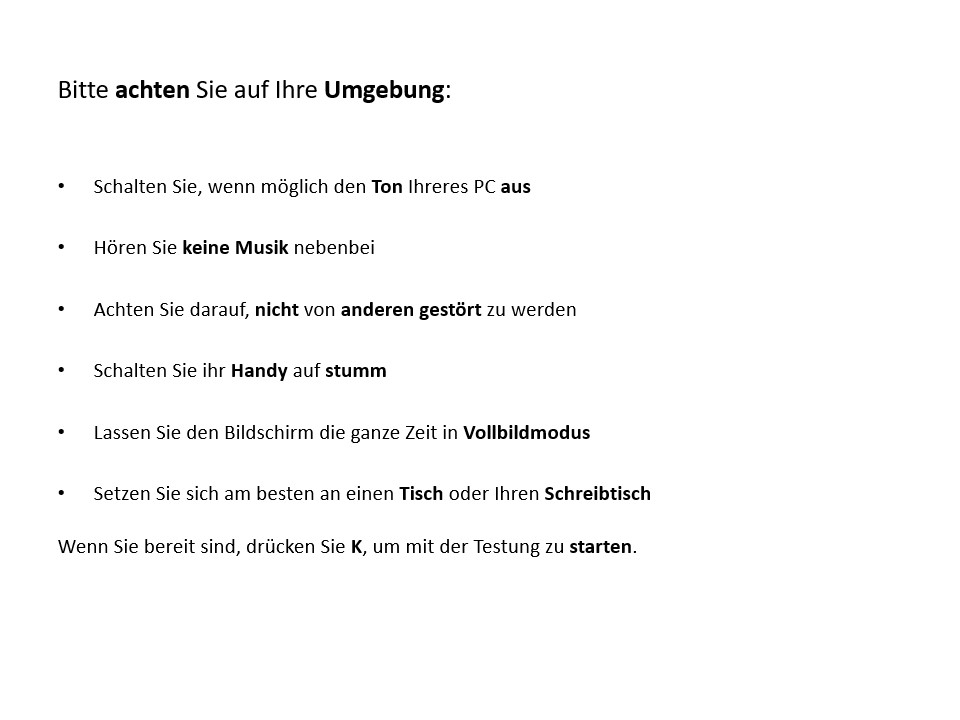 Bitte achten Sie auf Ihre Umgebung:
• Schalten Sie, wenn möglich den Ton Ihreres PC aus
• Hören Sie keine Musik nebenbei
• Achten Sie darauf, nicht von anderen gestört zu werden
• Schalten Sie ihr Handy auf stumm
• Lassen Sie den Bildschirm die ganze Zeit in Vollbildmodus
• Setzen Sie sich am besten an einen Tisch oder Ihren Schreibtisch
Wenn Sie bereit sind, drücken Sie K, um mit der Testung zu starten.